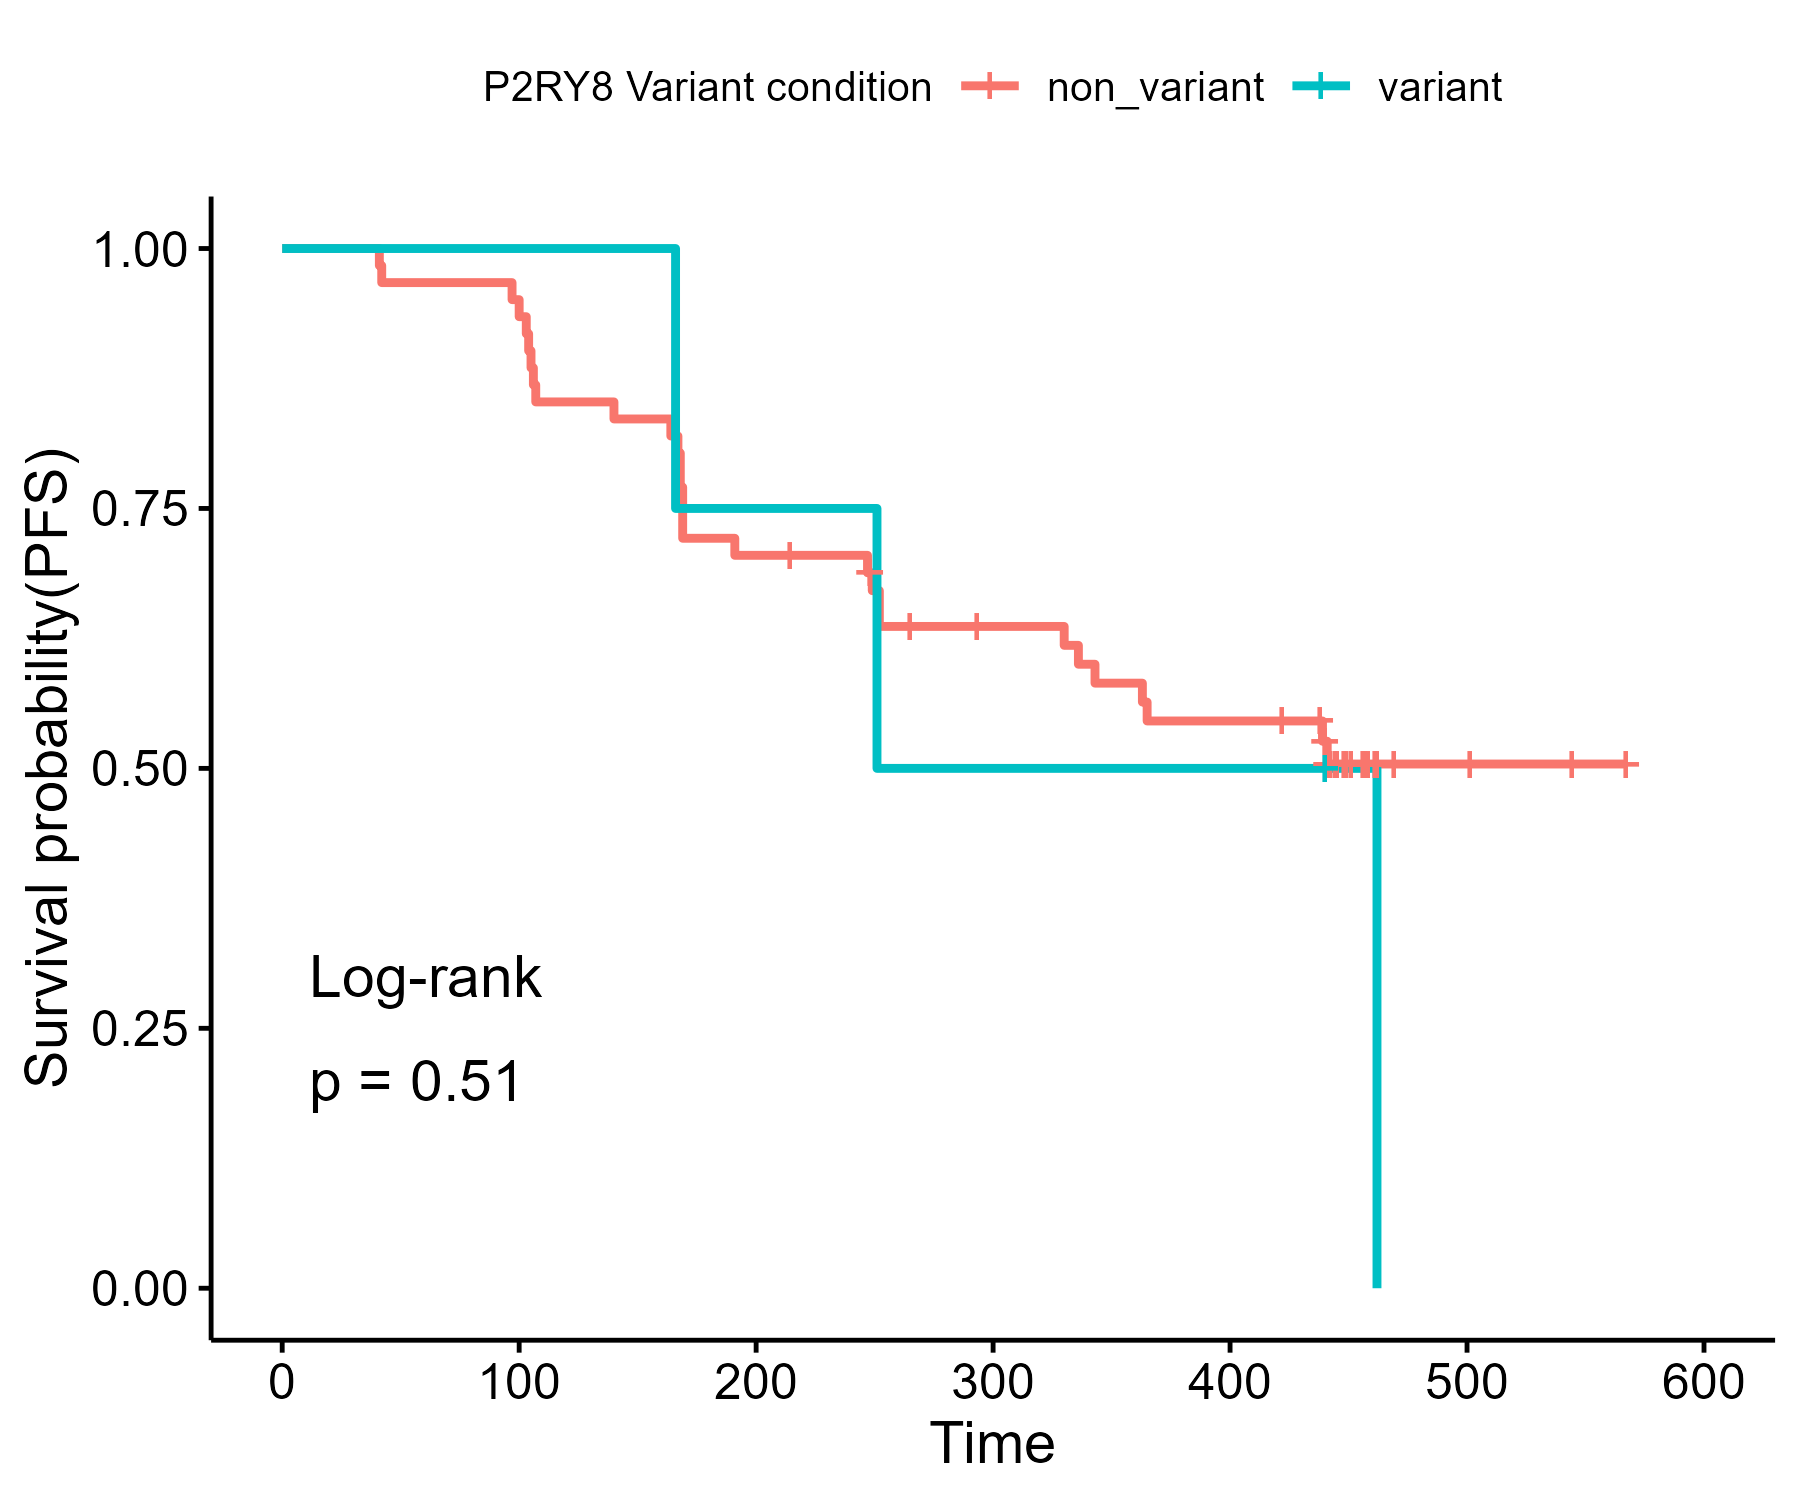 P2RY8 Variant condition non_variant variant
1.00
0.75
0.50
0.25
0.00
Survival probability(PFS)
Log-rank
p = 0.51
0 100 200 300 400 500 600
Time